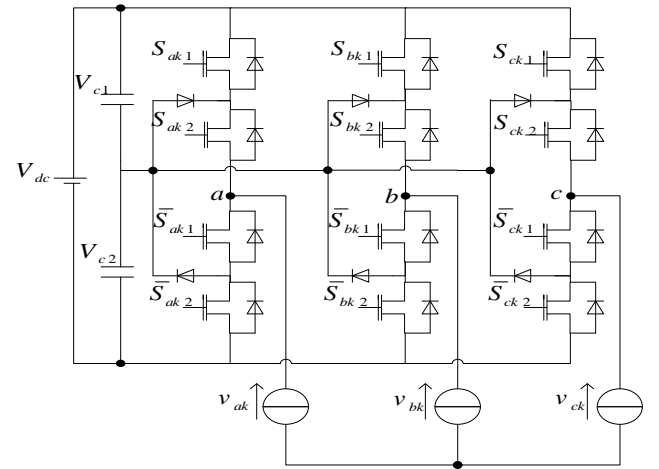 S_ak1 S_bk1 S_ck1
V_c1
S_ak2 S_bk2 S_ck2
V_dc
a b c
S̅_ak1 S̅_bk1 S̅_ck1
V_c2
S̅_ak2 S̅_bk2 S̅_ck2
v_ak v_bk v_ck